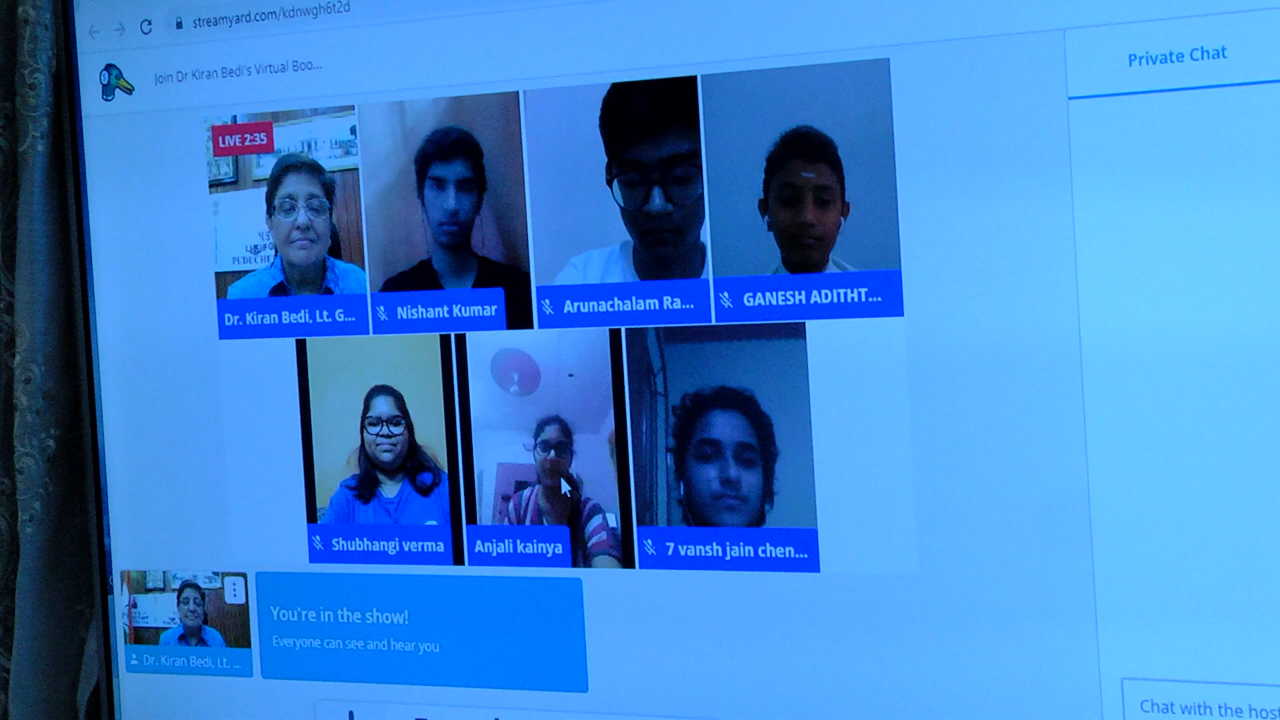 streamyard.com/kdnwgh6t2d
Join Dr Kiran Bedi's Virtual Boo...
Private Chat
LIVE 2:35
PUDUCHE
Dr. Kiran Bedi, Lt. G...
Nishant Kumar
Arunachalam Ra...
GANESH ADITHT...
Shubhangi verma
Anjali kainya
7 vansh jain chen...
You're in the show!
Everyone can see and hear you
Dr. Kiran Bedi, Lt. ...
Chat with the host